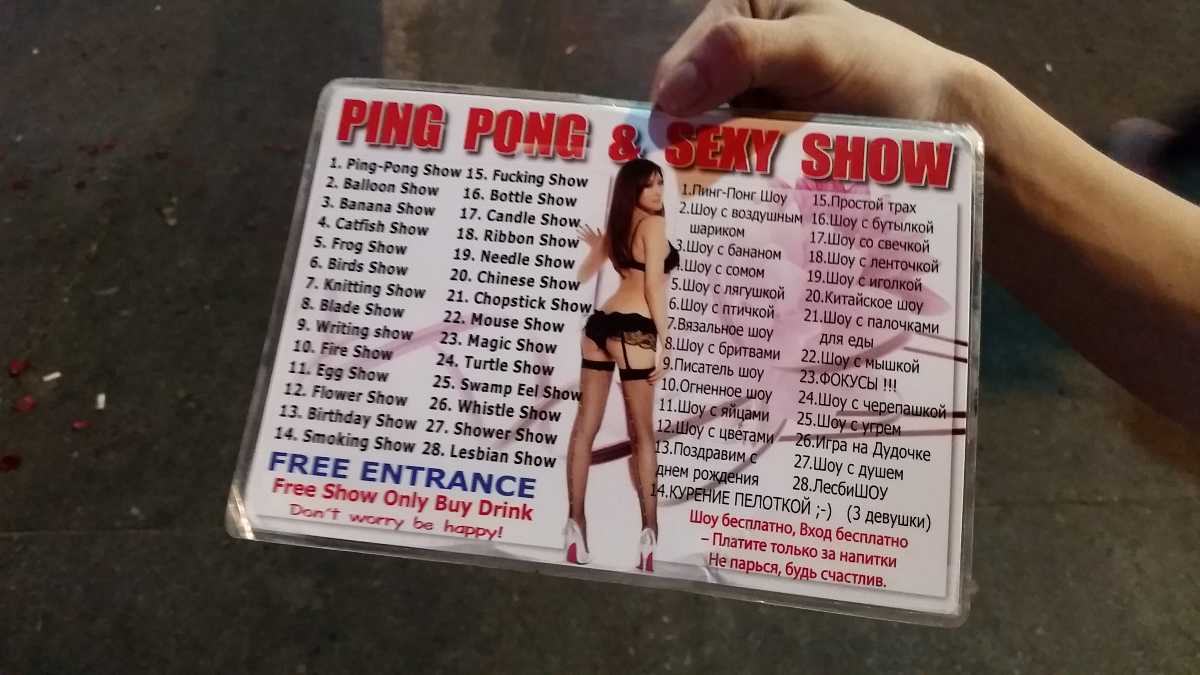 PING PONG & SEXY SHOW
1. Ping-Pong Show
2. Balloon Show
3. Banana Show
4. Catfish Show
5. Frog Show
6. Birds Show
7. Knitting Show
8. Blade Show
9. Writing show
10. Fire Show
11. Egg Show
12. Flower Show
13. Birthday Show
14. Smoking Show
15. Fucking Show
16. Bottle Show
17. Candle Show
18. Ribbon Show
19. Needle Show
20. Chinese Show
21. Chopstick Show
22. Mouse Show
23. Magic Show
24. Turtle Show
25. Swamp Eel Show
26. Whistle Show
27. Shower Show
28. Lesbian Show
FREE ENTRANCE
Free Show Only Buy Drink
Don't worry be happy!
1.Пинг-Понг Шоу
2.Шоу с воздушным
шариком
3.Шоу с бананом
4.Шоу с сомом
5.Шоу с лягушкой
6.Шоу с птичкой
7.Вязальное шоу
8.Шоу с бритвами
9.Писатель шоу
10.Огненное шоу
11.Шоу с яйцами
12.Шоу с цветами
13.Поздравим с
днем рождения
14.КУРЕНИЕ ПЕЛОТКОЙ ;-)
15.Простой трах
16.Шоу с бутылкой
17.Шоу со свечкой
18.Шоу с ленточкой
19.Шоу с иголкой
20.Китайское шоу
21.Шоу с палочками
для еды
22.Шоу с мышкой
23.ФОКУСЫ !!!
24.Шоу с черепашкой
25.Шоу с угрем
26.Игра на Дудочке
27.Шоу с душем
28.ЛесбиШОУ
(3 девушки)
Шоу бесплатно, Вход бесплатно
– Платите только за напитки
Не парься, будь счастлив.